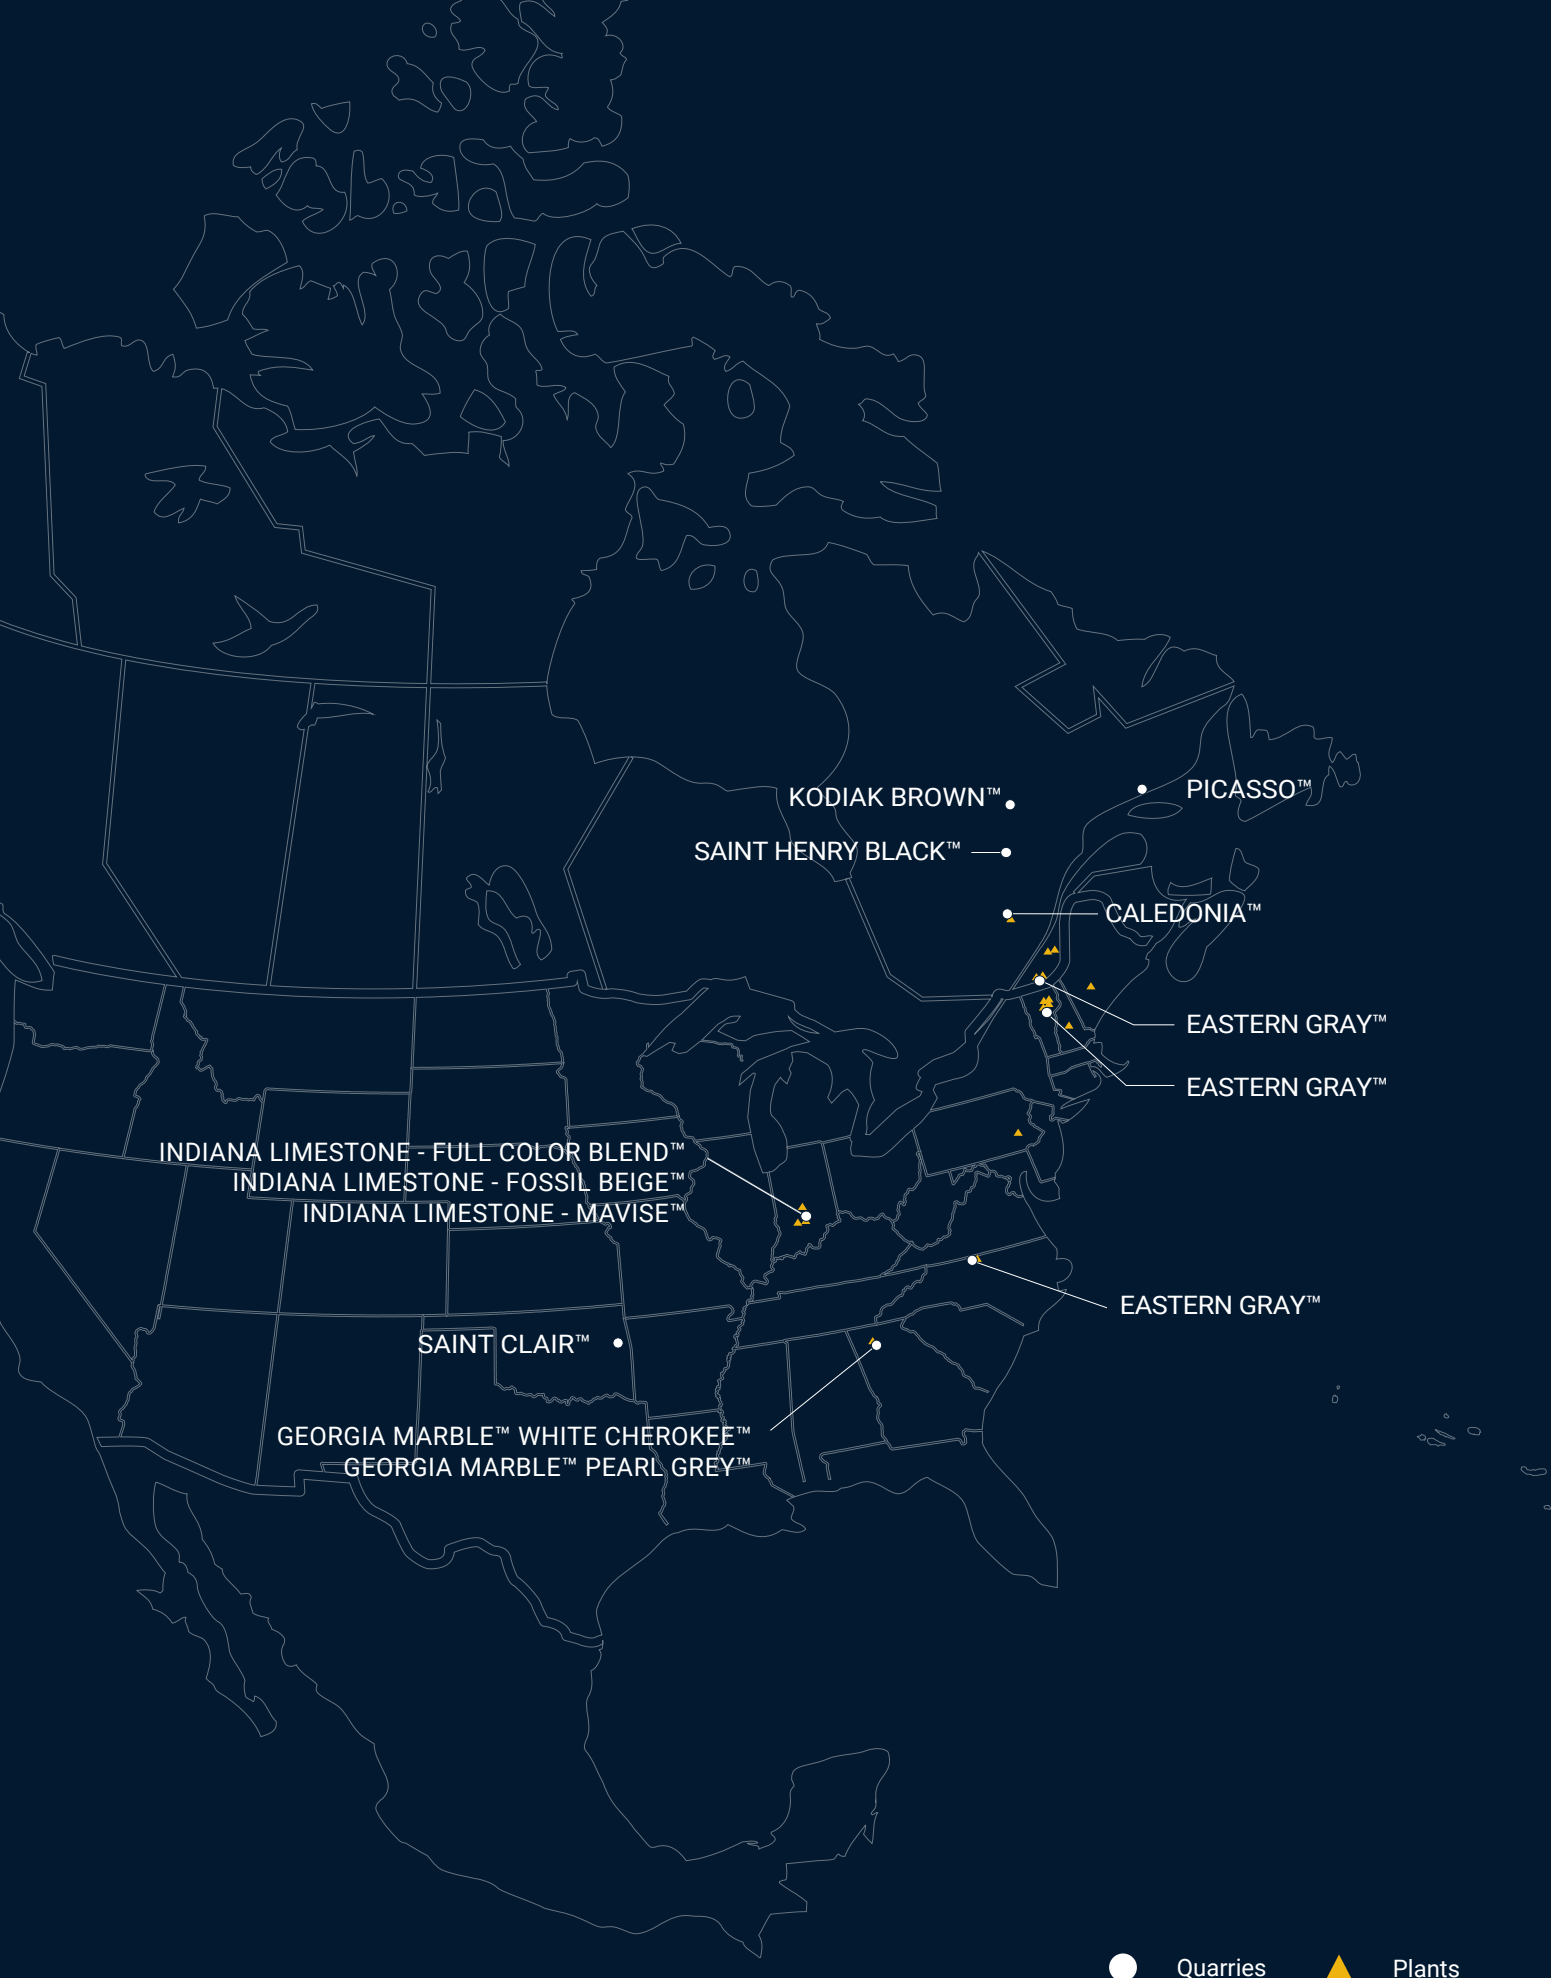 KODIAK BROWN™
PICASSO™
SAINT HENRY BLACK™
CALEDONIA™
EASTERN GRAY™
EASTERN GRAY™
INDIANA LIMESTONE - FULL COLOR BLEND™
INDIANA LIMESTONE - FOSSIL BEIGE™
INDIANA LIMESTONE - MAVISE™
EASTERN GRAY™
SAINT CLAIR™
GEORGIA MARBLE™ WHITE CHEROKEE™
GEORGIA MARBLE™ PEARL GREY™
Quarries
Plants